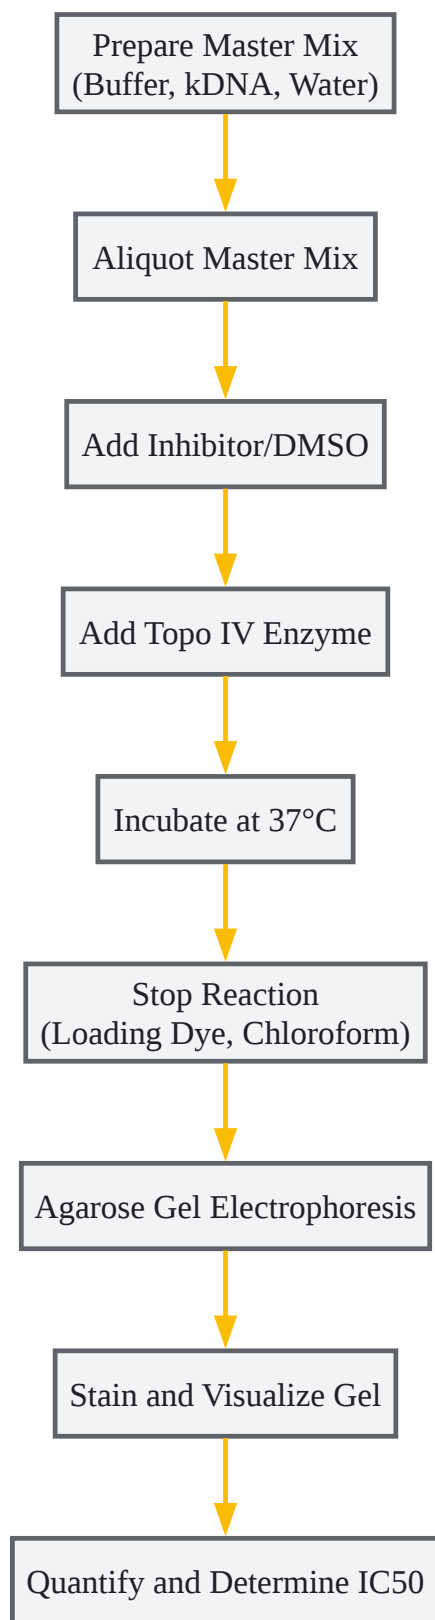 Prepare Master Mix
(Buffer, kDNA, Water)
Aliquot Master Mix
Add Inhibitor/DMSO
Add Topo IV Enzyme
Incubate at 37°C
Stop Reaction
(Loading Dye, Chloroform)
Agarose Gel Electrophoresis
Stain and Visualize Gel
Quantify and Determine IC50